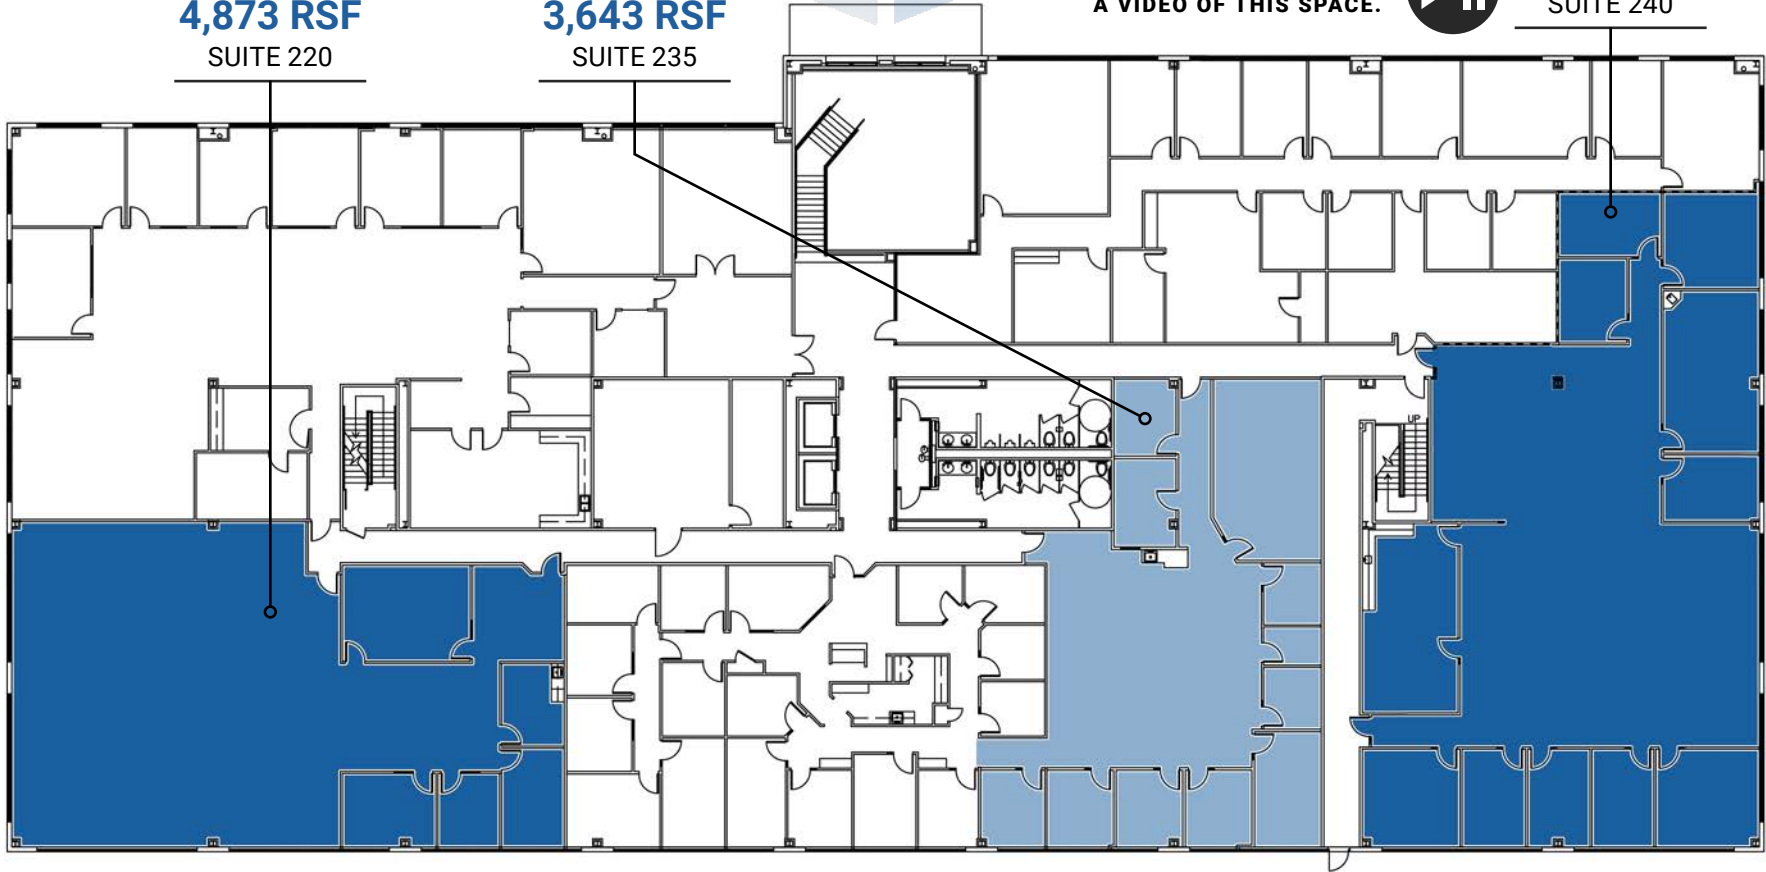 4,873 RSF
SUITE 220
3,643 RSF
SUITE 235
A VIDEO OF THIS SPACE.
SUITE 240
UP